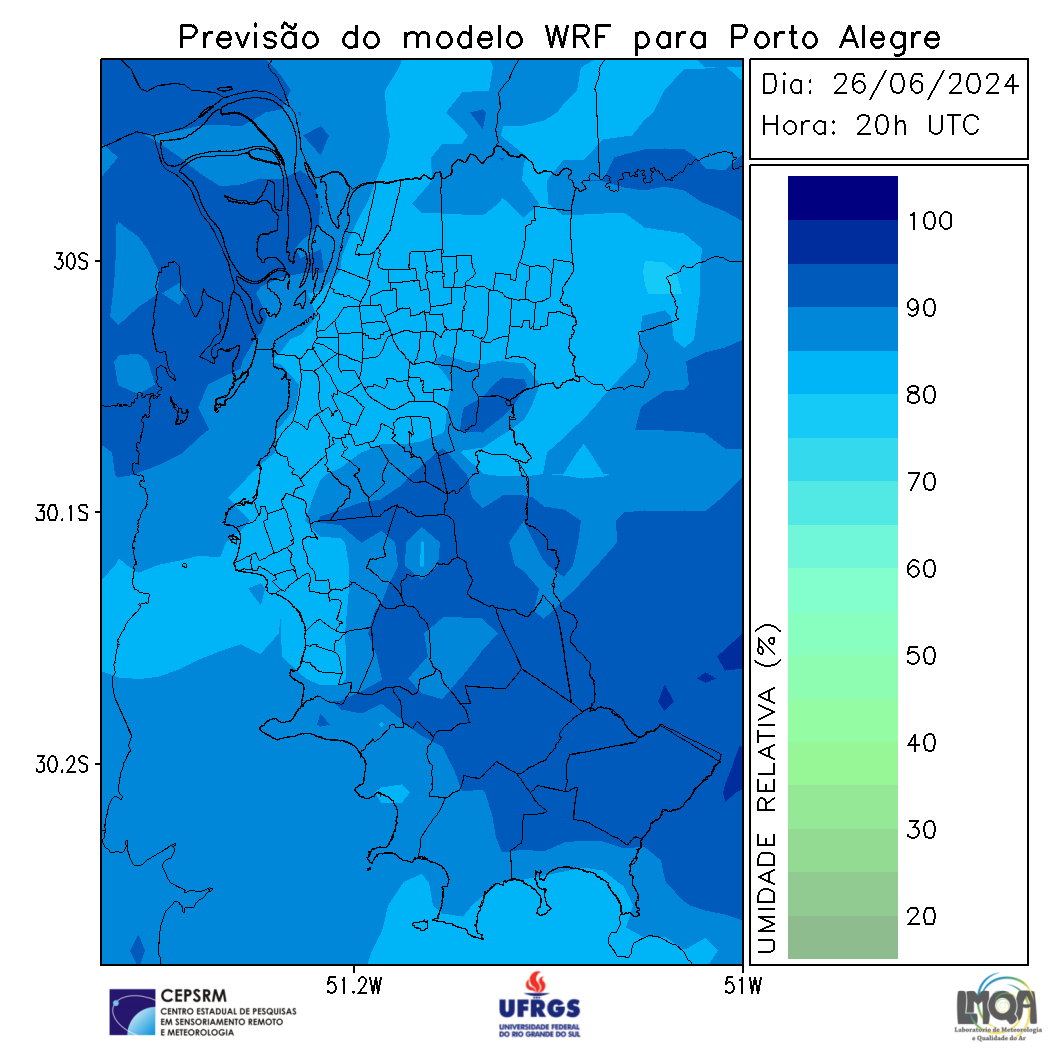 Previsão do modelo WRF para Porto Alegre
Dia: 26/06/2024
Hora: 20h UTC
100
90
80
70
60
50
40
30
20
UMIDADE RELATIVA (%)
30S
30.1S
30.2S
51.2W
51W
CEPSRM
CENTRO ESTADUAL DE PESQUISAS
EM SENSORIAMENTO REMOTO
E METEOROLOGIA
UFRGS
UNIVERSIDADE FEDERAL
DO RIO GRANDE DO SUL
LMQA
Laboratório de Meteorologia
e Qualidade do Ar